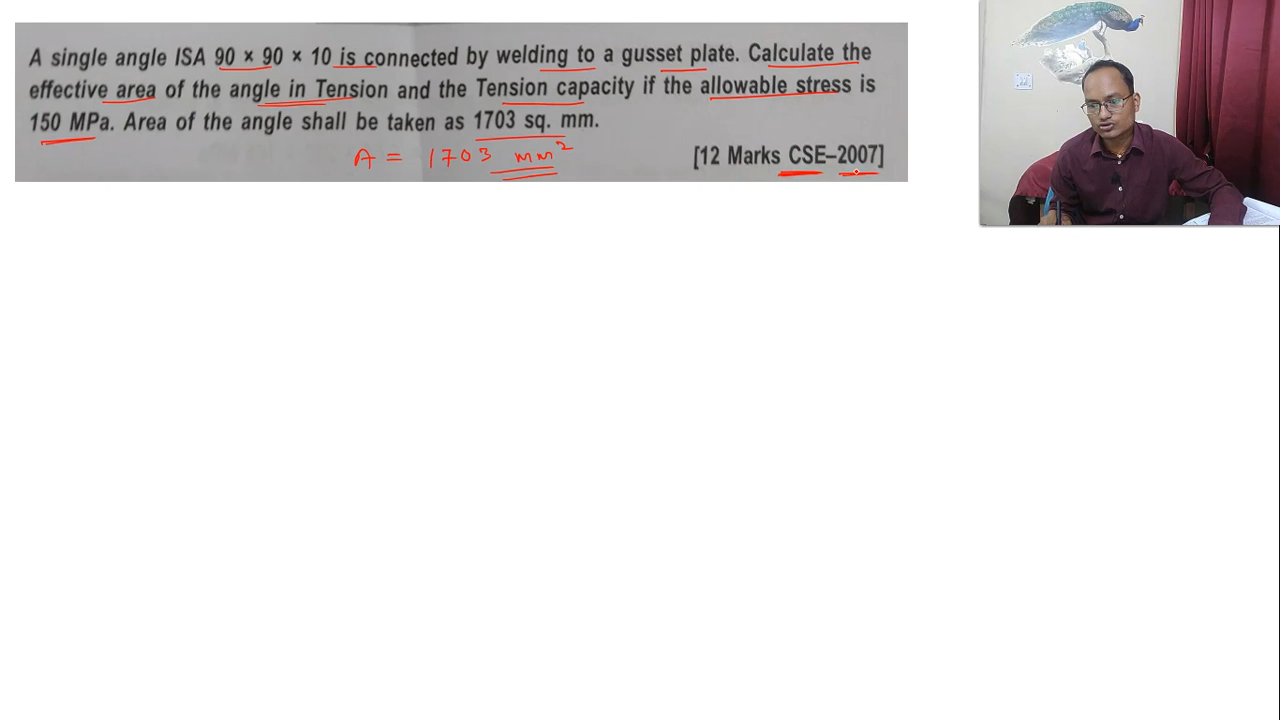 A single angle ISA 90 × 90 × 10 is connected by welding to a gusset plate. Calculate the
effective area of the angle in Tension and the Tension capacity if the allowable stress is
150 MPa. Area of the angle shall be taken as 1703 sq. mm.
A = 1703 mm²
[12 Marks CSE–2007]